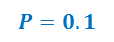 P = 0.1